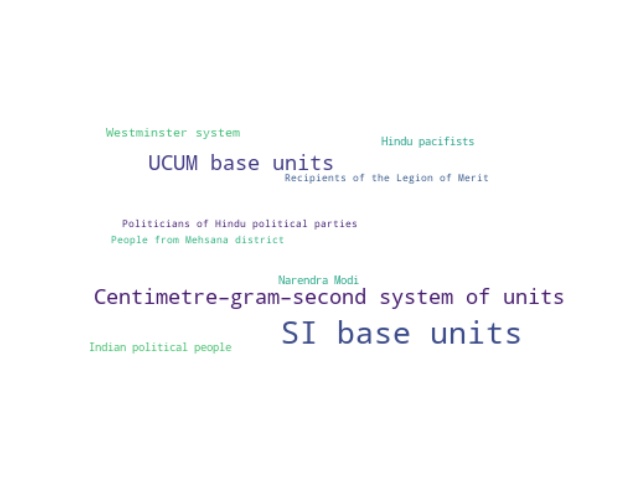 Westminster system
Hindu pacifists
UCUM base units
Recipients of the Legion of Merit
Politicians of Hindu political parties
People from Mehsana district
Narendra Modi
Centimetre–gram–second system of units
SI base units
Indian political people